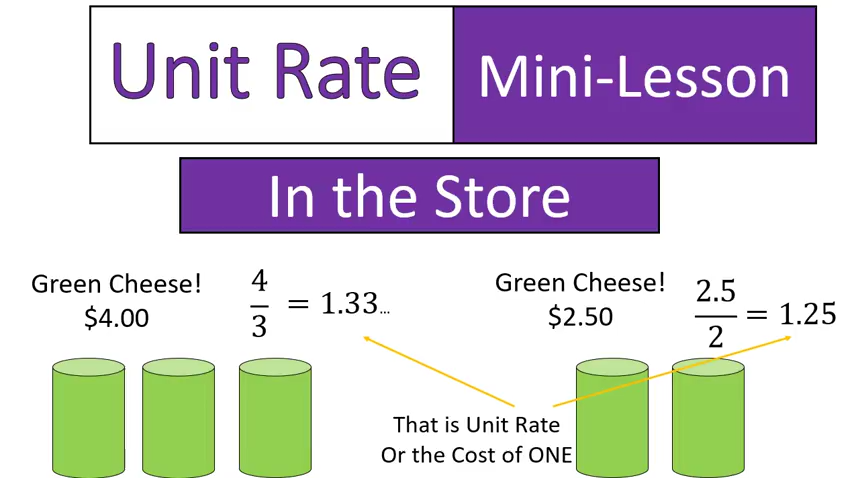 Unit Rate Mini-Lesson
In the Store
Green Cheese!
$4.00
4/3 = 1.33...
Green Cheese!
$2.50
2.5/2 = 1.25
That is Unit Rate
Or the Cost of ONE